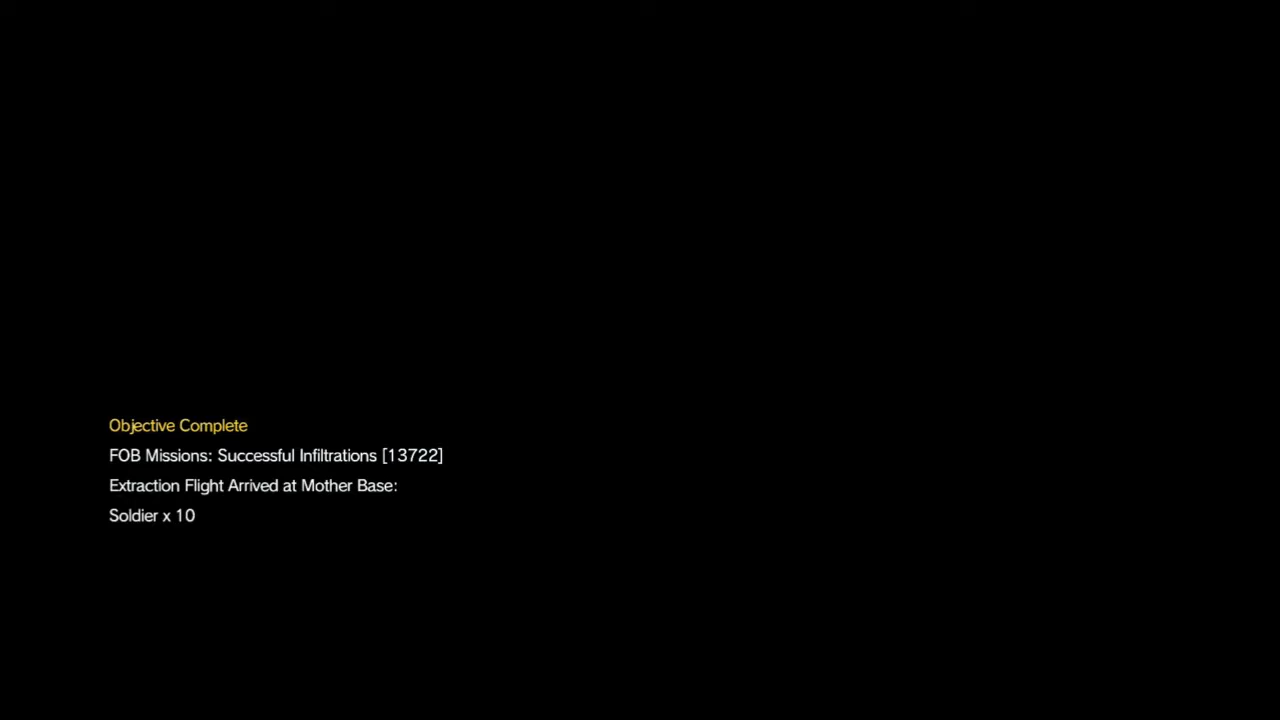 Objective Complete
FOB Missions: Successful Infiltrations [13722]
Extraction Flight Arrived at Mother Base:
Soldier x 10